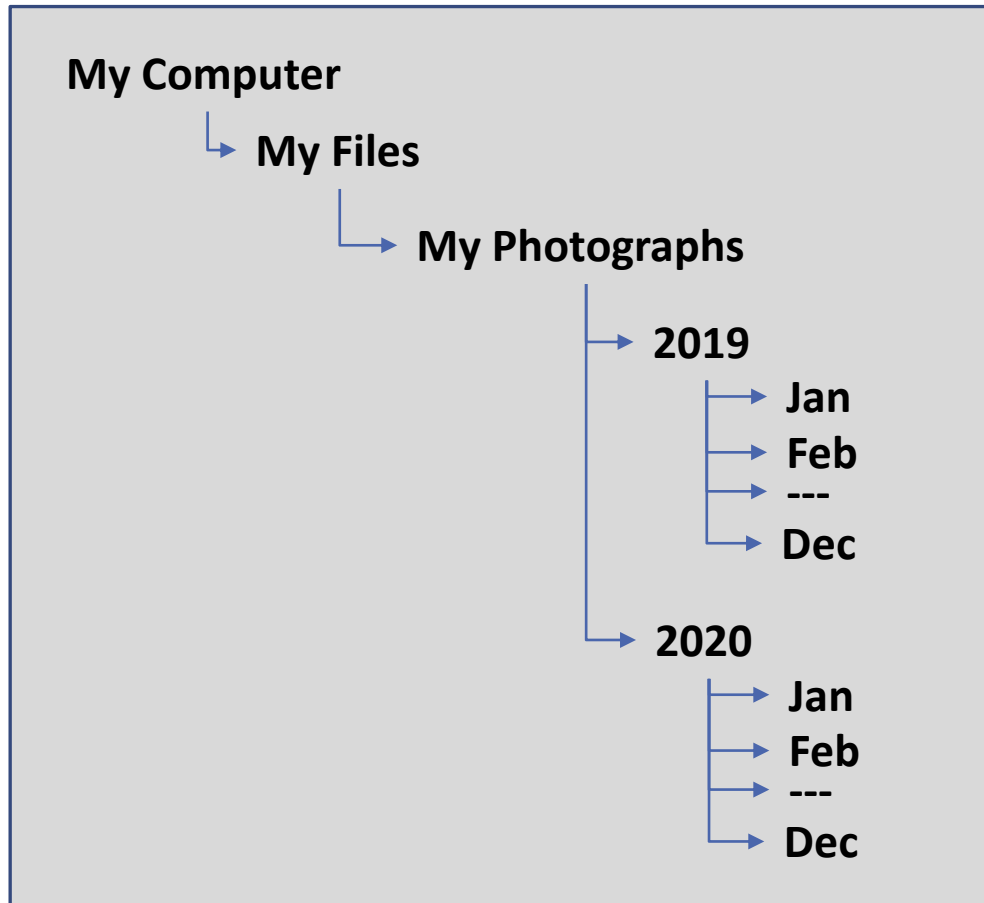 My Computer
My Files
My Photographs
2019
Jan
Feb
---
Dec
2020
Jan
Feb
---
Dec